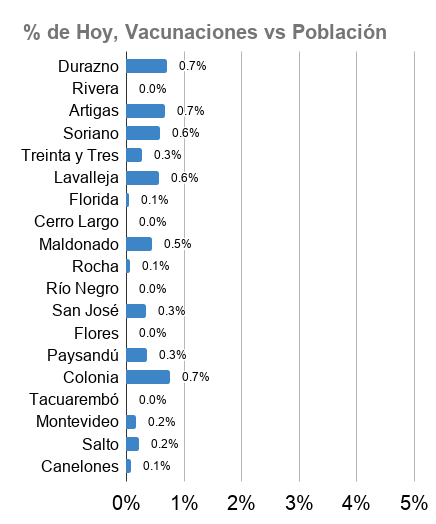 % de Hoy, Vacunaciones vs Población
Durazno 0.7%
Rivera 0.0%
Artigas 0.7%
Soriano 0.6%
Treinta y Tres 0.3%
Lavalleja 0.6%
Florida 0.1%
Cerro Largo 0.0%
Maldonado 0.5%
Rocha 0.1%
Río Negro 0.0%
San José 0.3%
Flores 0.0%
Paysandú 0.3%
Colonia 0.7%
Tacuarembó 0.0%
Montevideo 0.2%
Salto 0.2%
Canelones 0.1%
0% 1% 2% 3% 4% 5%